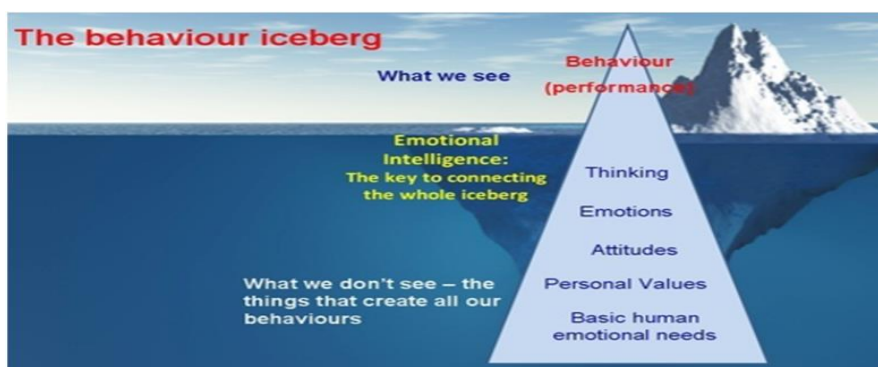 The behaviour iceberg
What we see
Behaviour
(performance)
Emotional
Intelligence:
The key to connecting
the whole iceberg
Thinking
Emotions
Attitudes
What we don't see – the
things that create all our
behaviours
Personal Values
Basic human
emotional needs